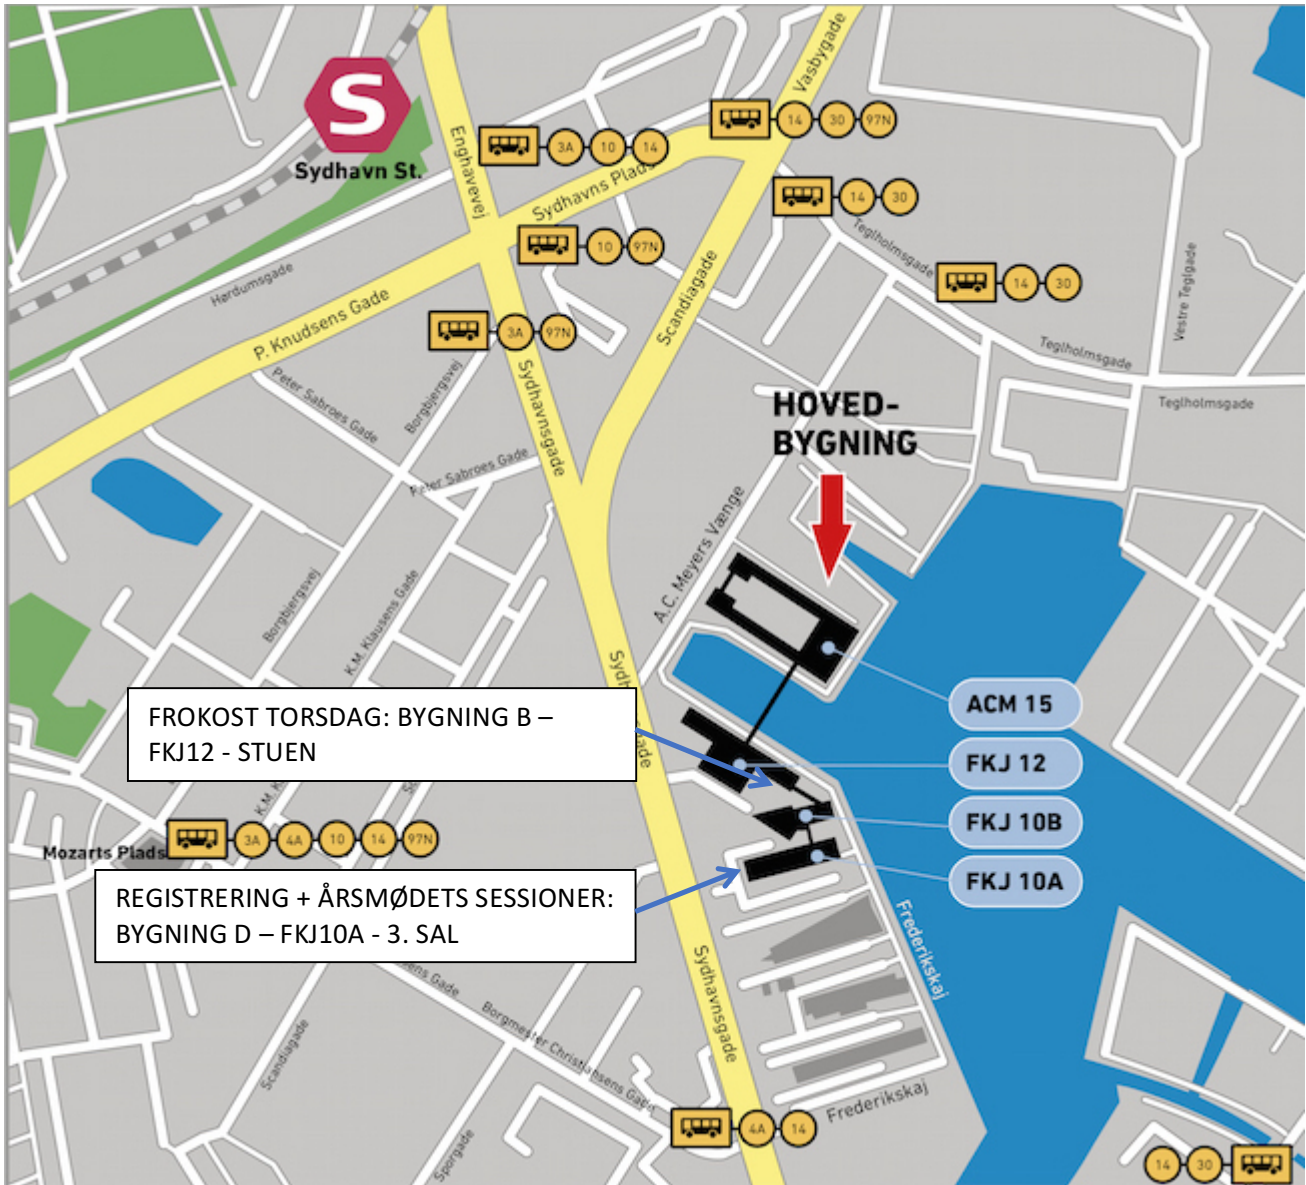 Vasbygade
S
Sydhavn St.
Enghavevej
3A 10 14
14 30 97N
Sydhavns Plads
14 30
10 97N
Teglholmsgade
14 30
Vestre Teglgade
Hørdumsgade
P. Knudsens Gade
3A 97N
Scandiagade
Teglholmsgade
Teglholmsgade
Peter Sabroes Gade
Borgbjergsvej
Sydhavnsgade
HOVED-
BYGNING
Peter Sabroes Gade
A.C. Meyers Vænge
Borgbjergsvej
K.M. Klausens Gade
ACM 15
FROKOST TORSDAG: BYGNING B –
FKJ12 - STUEN
FKJ 12
FKJ 10B
3A 4A 10 14 97N
Mozarts Plads
FKJ 10A
REGISTRERING + ÅRSMØDETS SESSIONER:
BYGNING D – FKJ10A - 3. SAL
Frederikskaj
Sydhavnsgade
Borgmester Christiansens Gade
Scandiagade
Frederikskaj
4A 14
Sporgade
14 30